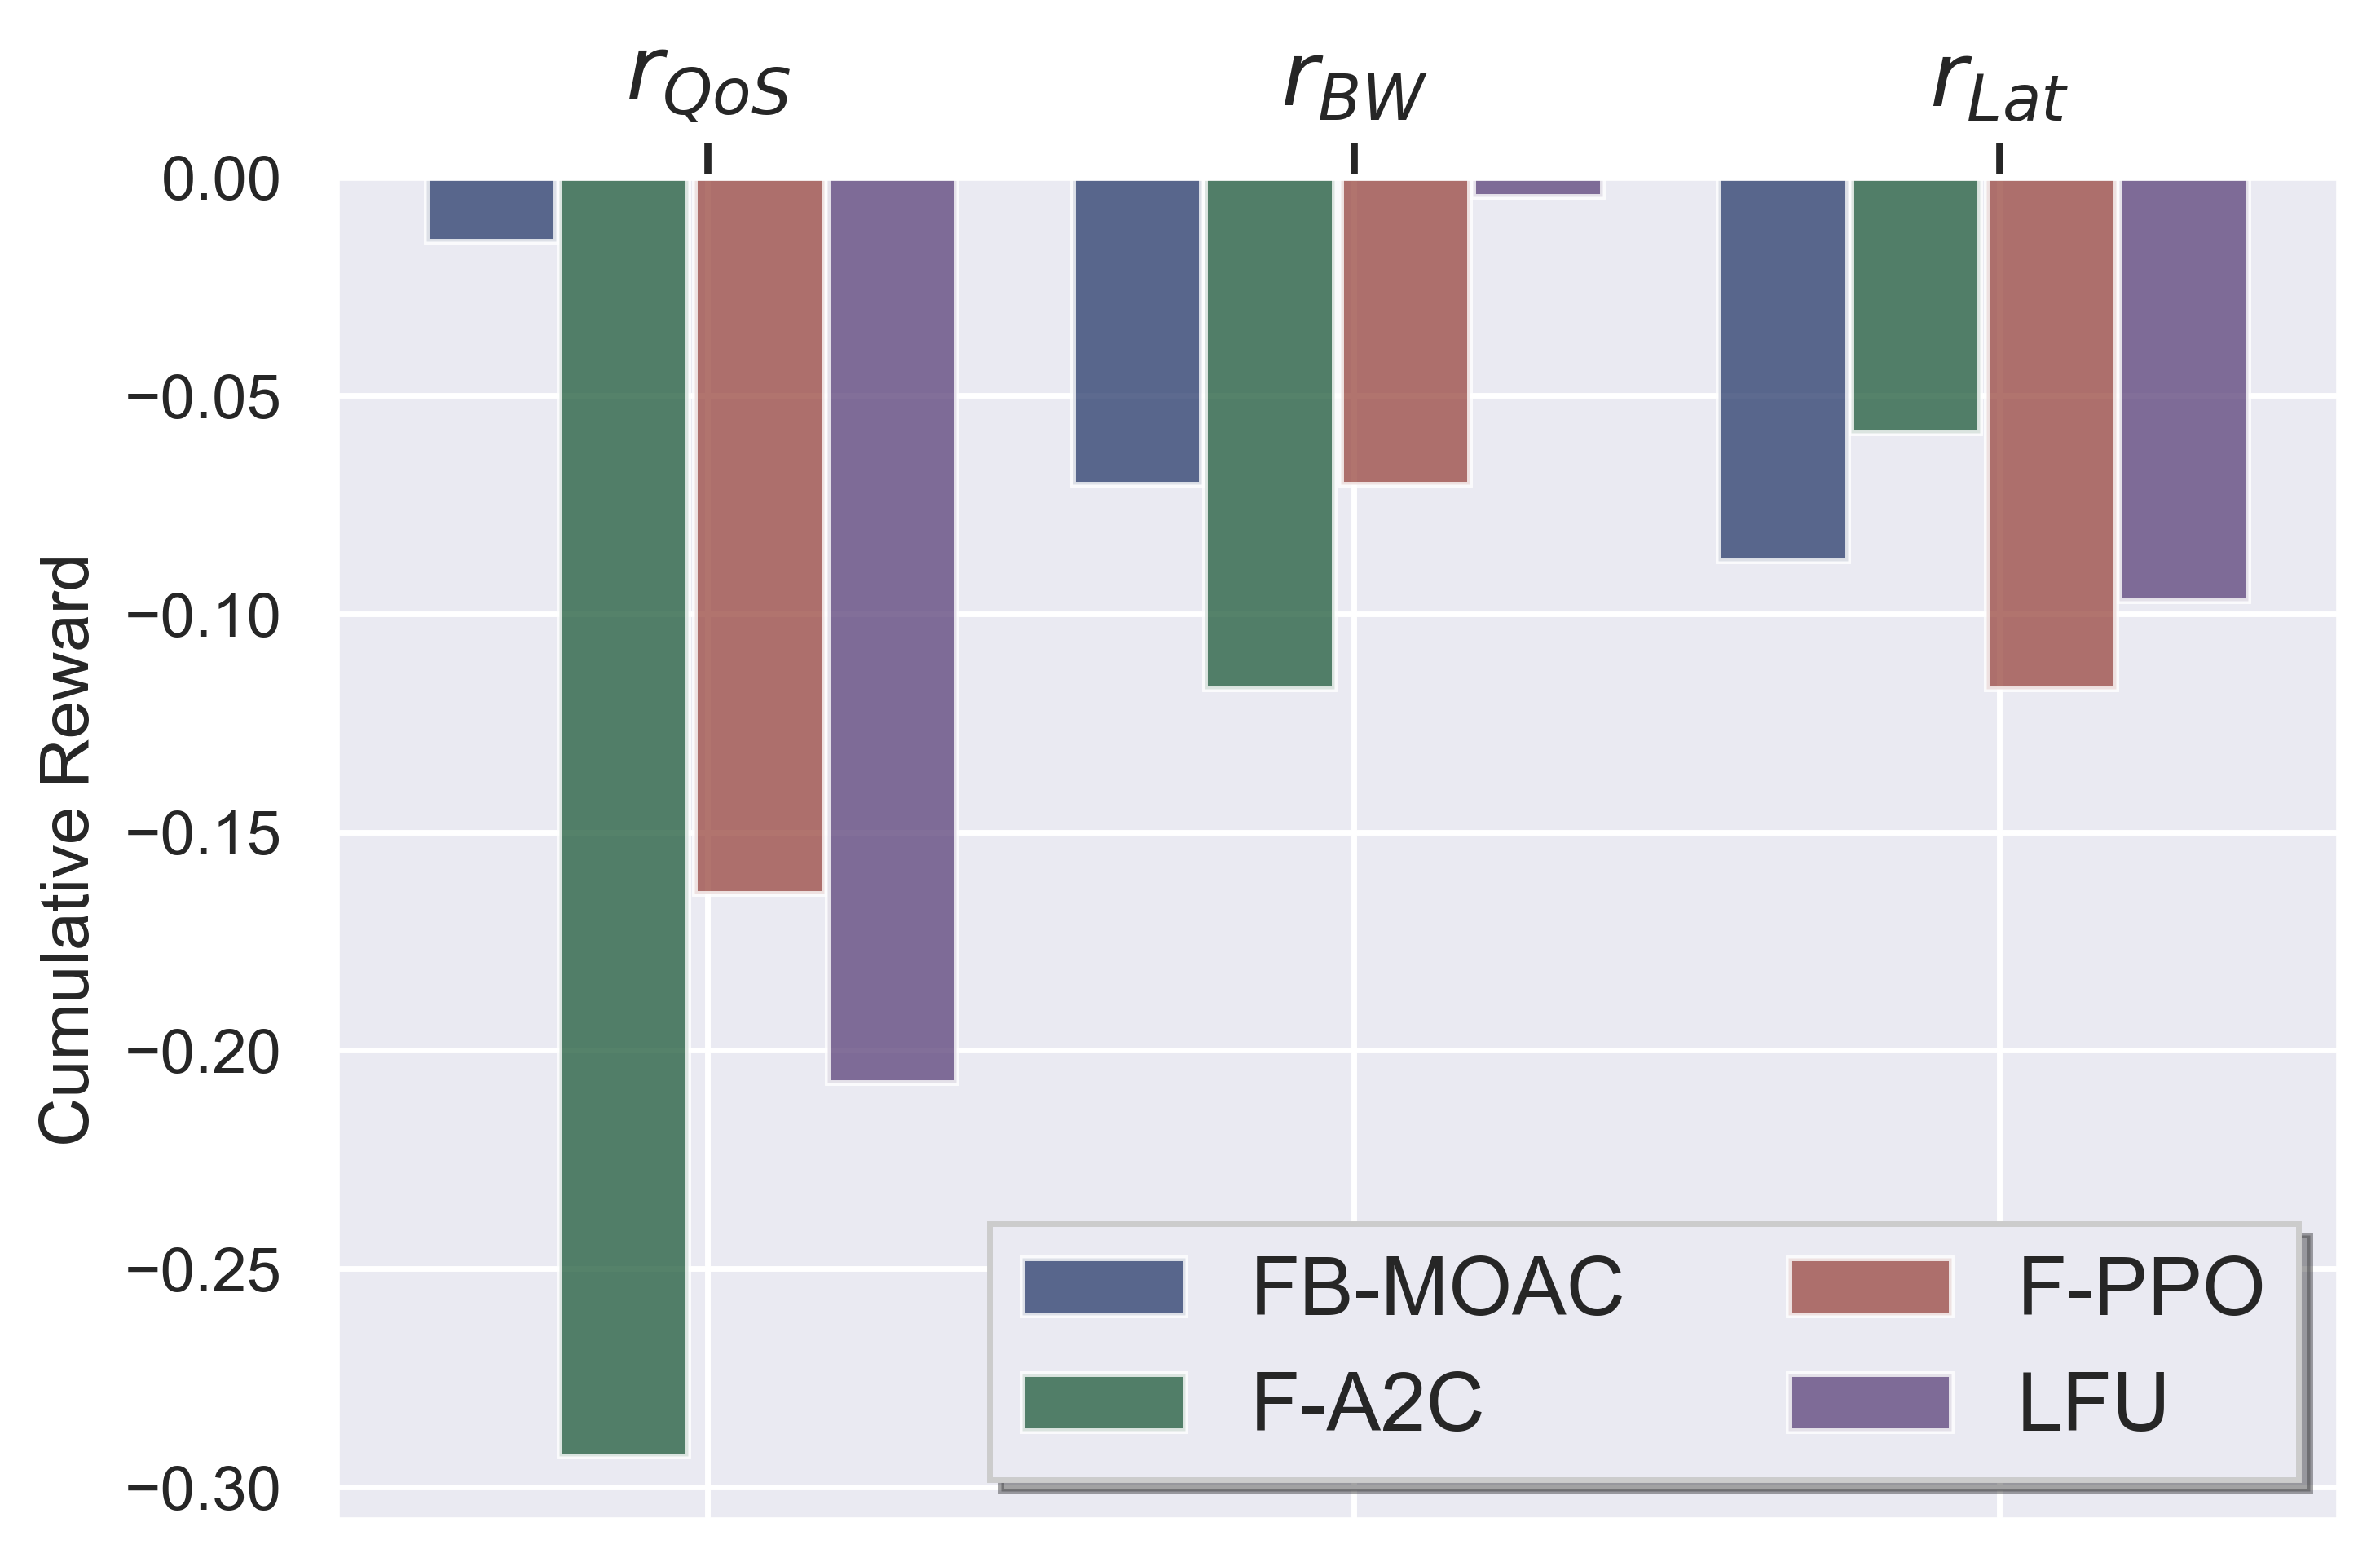 r_QoS r_BW r_Lat
0.00
−0.05
−0.10
−0.15
−0.20
−0.25
−0.30
Cumulative Reward
FB-MOAC F-PPO
F-A2C LFU